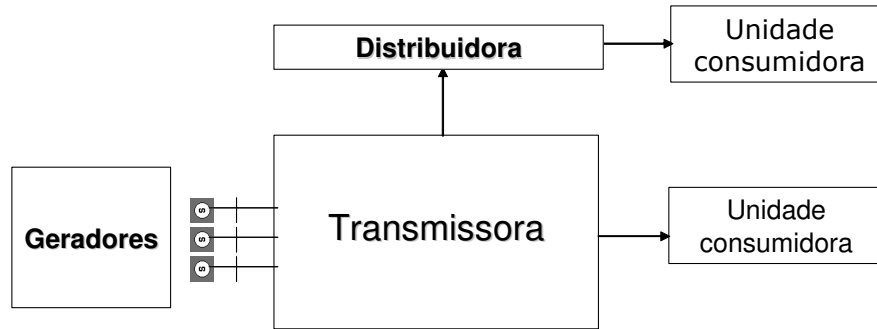 Distribuidora
Unidade
consumidora
Geradores
s
s
s
Transmissora
Unidade
consumidora